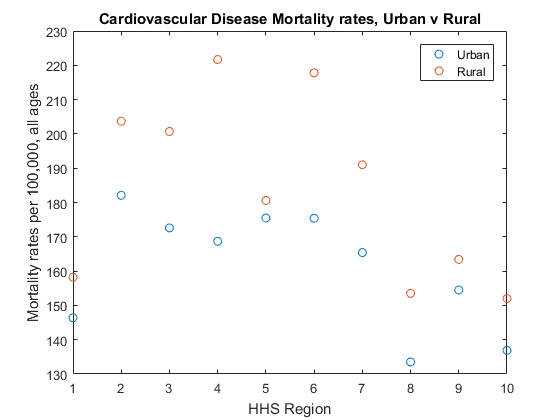 Cardiovascular Disease Mortality rates, Urban v Rural
Mortality rates per 100,000, all ages
230
220
210
200
190
180
170
160
150
140
130
Urban
Rural
1 2 3 4 5 6 7 8 9 10
HHS Region